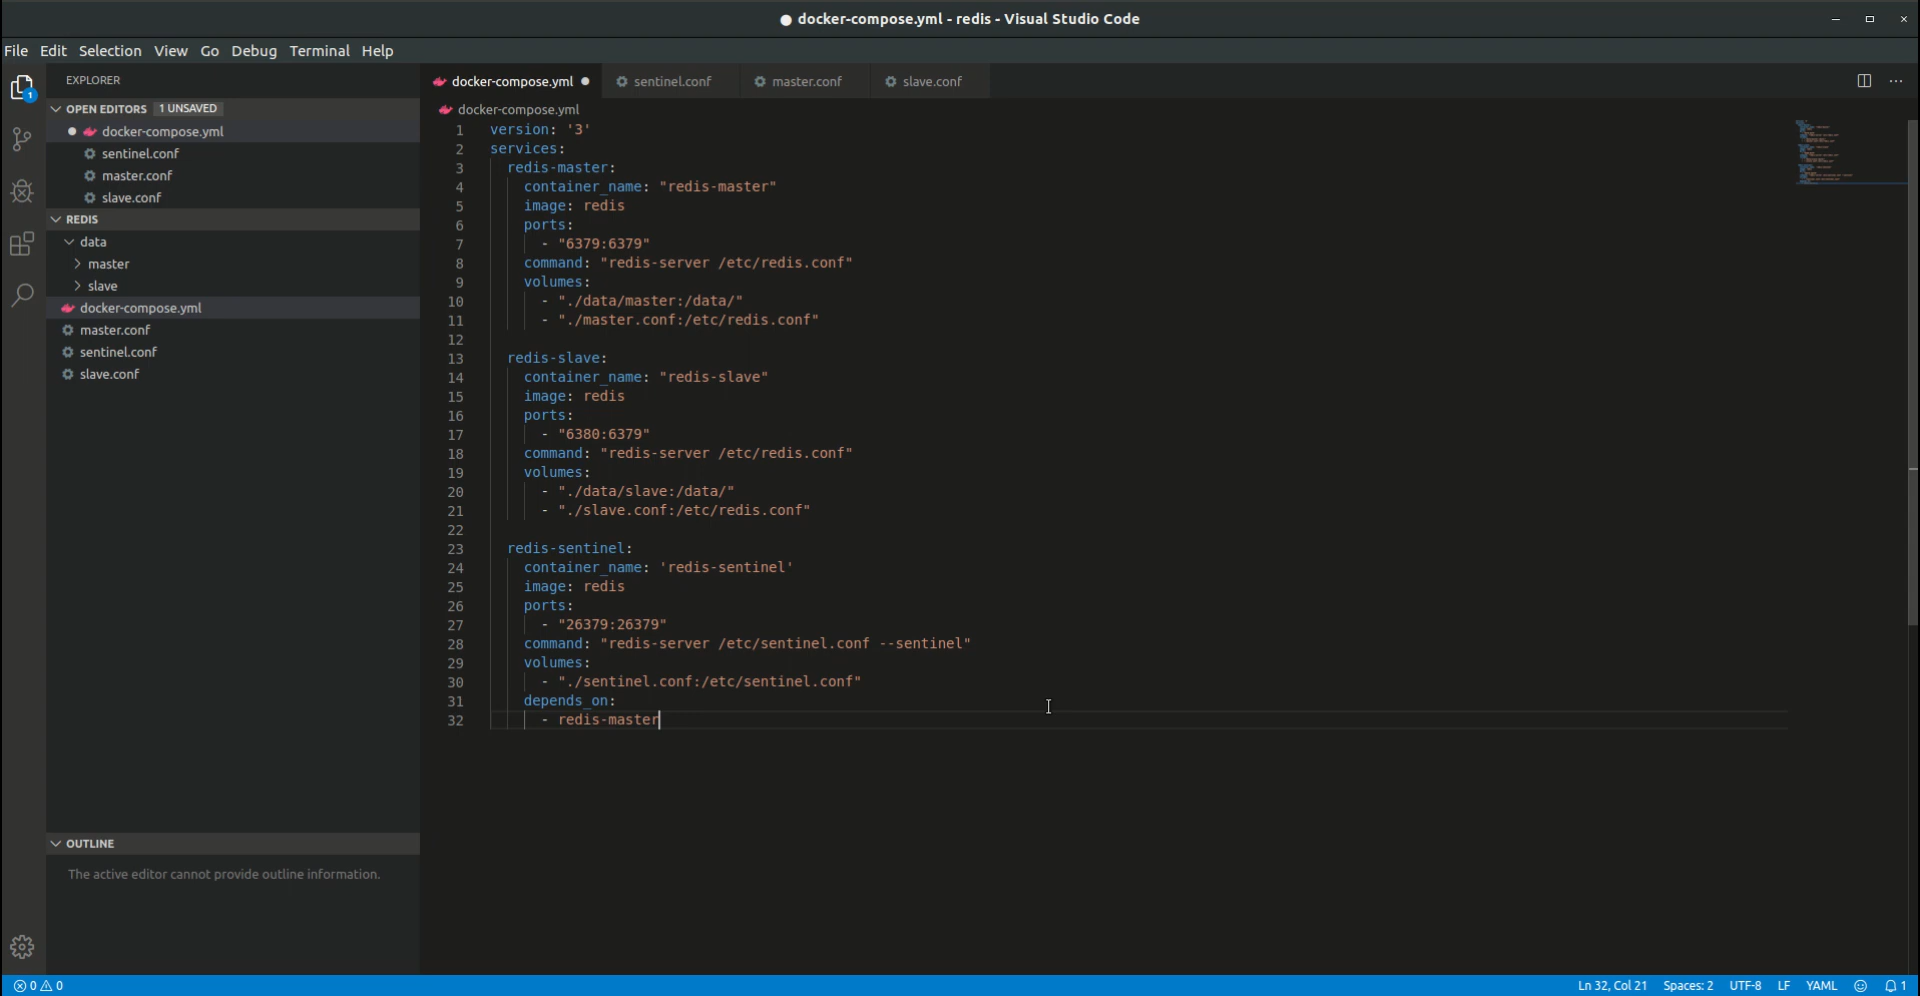 ● docker-compose.yml - redis - Visual Studio Code
File Edit Selection View Go Debug Terminal Help
1
EXPLORER
OPEN EDITORS 1 UNSAVED
docker-compose.yml
sentinel.conf
master.conf
slave.conf
REDIS
data
master
slave
docker-compose.yml
master.conf
sentinel.conf
slave.conf
OUTLINE
The active editor cannot provide outline information.
docker-compose.yml ● sentinel.conf master.conf slave.conf
docker-compose.yml
1 version: '3'
2 services:
3   redis-master:
4     container_name: "redis-master"
5     image: redis
6     ports:
7       - "6379:6379"
8     command: "redis-server /etc/redis.conf"
9     volumes:
10       - "./data/master:/data/"
11       - "./master.conf:/etc/redis.conf"
12
13   redis-slave:
14     container_name: "redis-slave"
15     image: redis
16     ports:
17       - "6380:6379"
18     command: "redis-server /etc/redis.conf"
19     volumes:
20       - "./data/slave:/data/"
21       - "./slave.conf:/etc/redis.conf"
22
23   redis-sentinel:
24     container_name: 'redis-sentinel'
25     image: redis
26     ports:
27       - "26379:26379"
28     command: "redis-server /etc/sentinel.conf --sentinel"
29     volumes:
30       - "./sentinel.conf:/etc/sentinel.conf"
31     depends_on:
32       - redis-master
0 0 Ln 32, Col 21 Spaces: 2 UTF-8 LF YAML 1